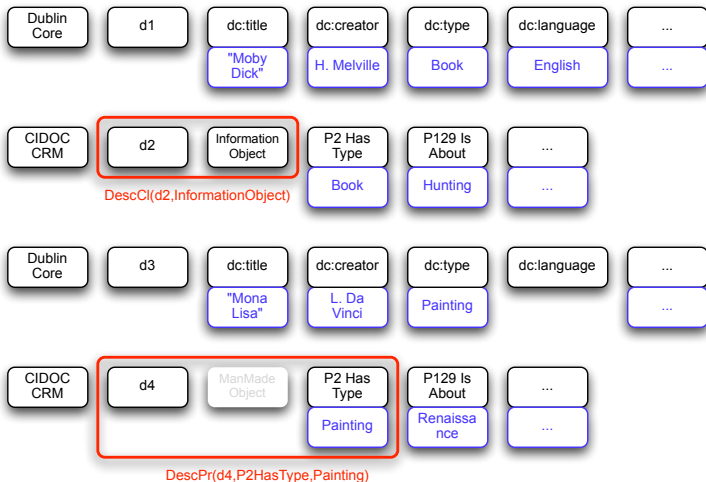 Dublin
Core
d1
dc:title
dc:creator
dc:type
dc:language
...
"Moby
Dick"
H. Melville
Book
English
...
CIDOC
CRM
d2
Information
Object
P2 Has
Type
P129 Is
About
...
Book
Hunting
...
DescCl(d2,InformationObject)
Dublin
Core
d3
dc:title
dc:creator
dc:type
dc:language
...
"Mona
Lisa"
L. Da
Vinci
Painting
...
CIDOC
CRM
d4
ManMade
Object
P2 Has
Type
P129 Is
About
...
Painting
Renaissa
nce
...
DescPr(d4,P2HasType,Painting)